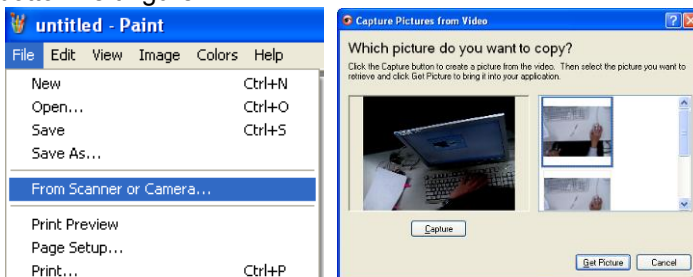 untitled - Paint
File Edit View Image Colors Help
New Ctrl+N
Open... Ctrl+O
Save Ctrl+S
Save As...
From Scanner or Camera...
Print Preview
Page Setup...
Print... Ctrl+P
Capture Pictures from Video
Which picture do you want to copy?
Click the Capture button to create a picture from the video. Then select the picture you want to
retrieve and click Get Picture to bring it into your application.
Capture
Get Picture Cancel